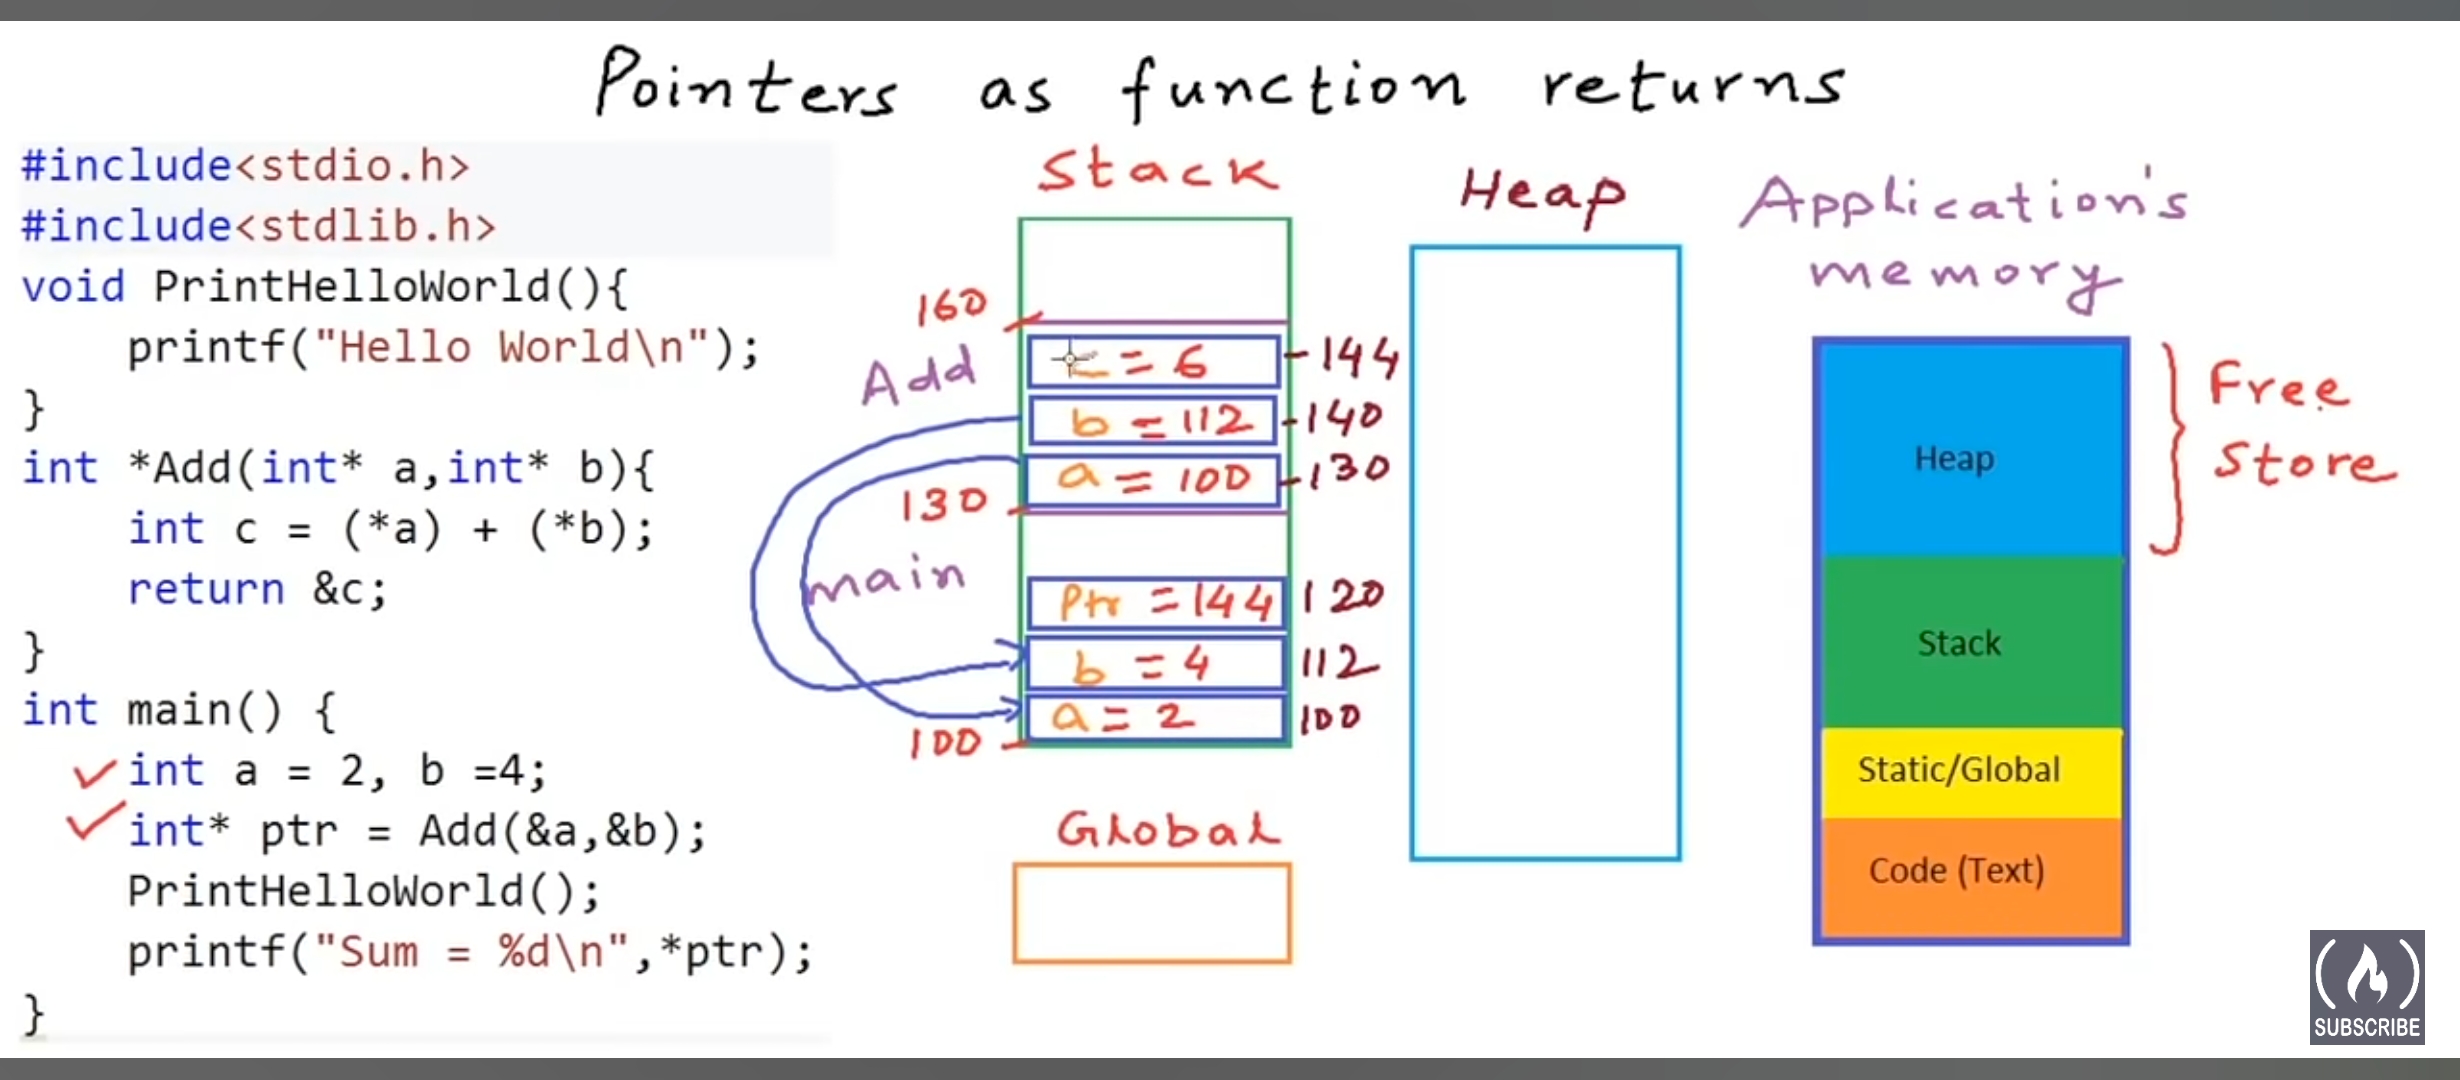 Pointers as function returns
#include<stdio.h>
#include<stdlib.h>
void PrintHelloWorld(){
    printf("Hello World\n");
}
int *Add(int* a,int* b){
    int c = (*a) + (*b);
    return &c;
}
int main() {
    int a = 2, b =4;
    int* ptr = Add(&a,&b);
    PrintHelloWorld();
    printf("Sum = %d\n",*ptr);
}
Stack
160
Add
c = 6 -144
b = 112 -140
a = 100 -130
130
main
Ptr = 144 120
b = 4 112
a = 2 100
100
Global
Heap
Application's
memory
Heap
Stack
Static/Global
Code (Text)
Free
Store
SUBSCRIBE